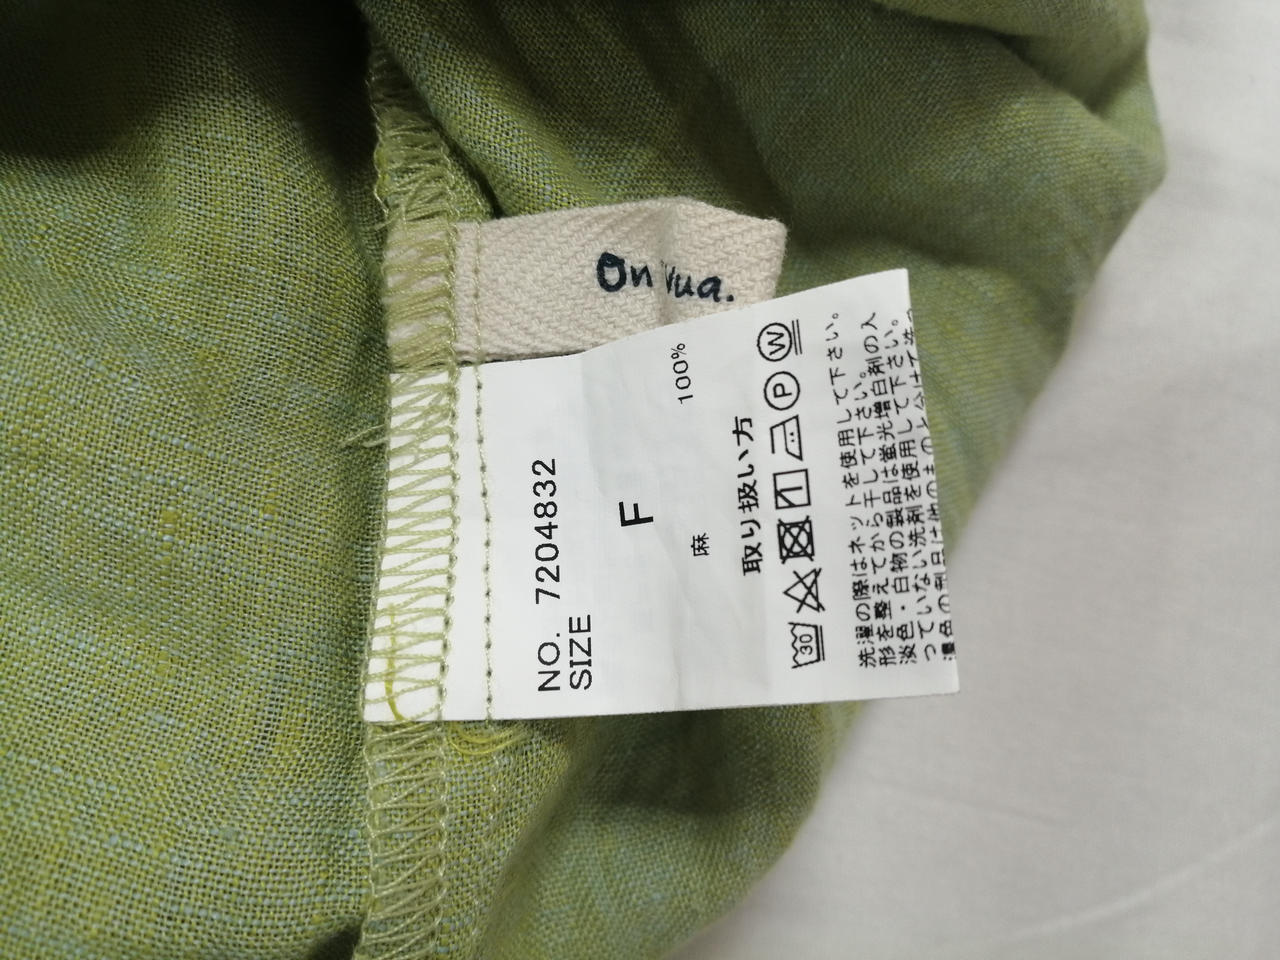 On
NO. 7204832
SIZE
F
麻 100%
取り扱い方
30 P W
洗濯の際はネットを使用して下さい。
形を整えてから干して下さい。
淡色・白物の製品は蛍光増白剤の入
っていない洗剤を使用して下さい。